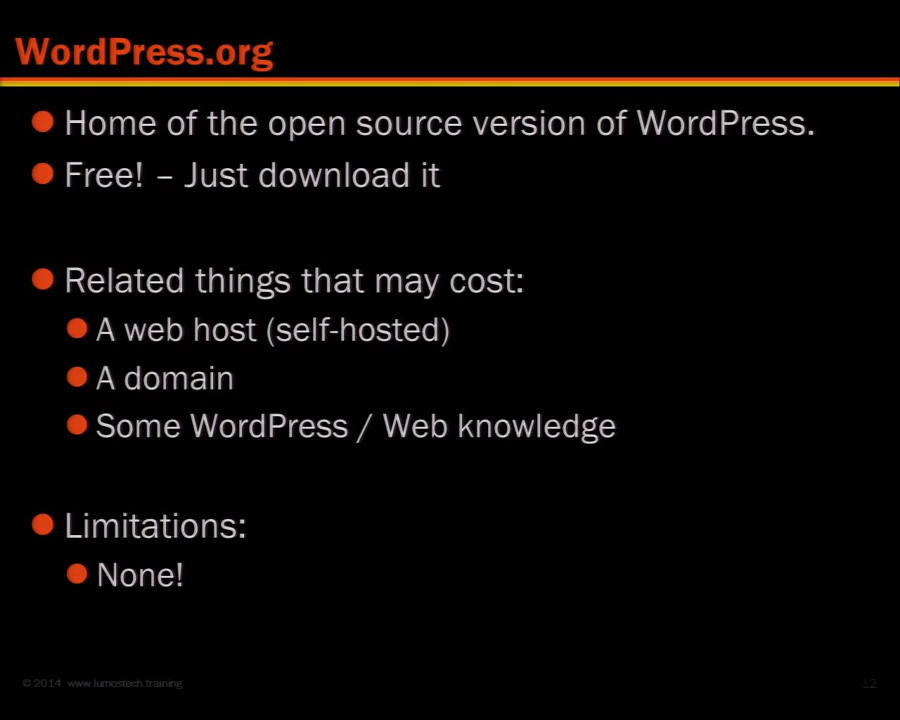 WordPress.org
Home of the open source version of WordPress.
Free! – Just download it
Related things that may cost:
A web host (self-hosted)
A domain
Some WordPress / Web knowledge
Limitations:
None!
© 2014 www.lumostech.training
12